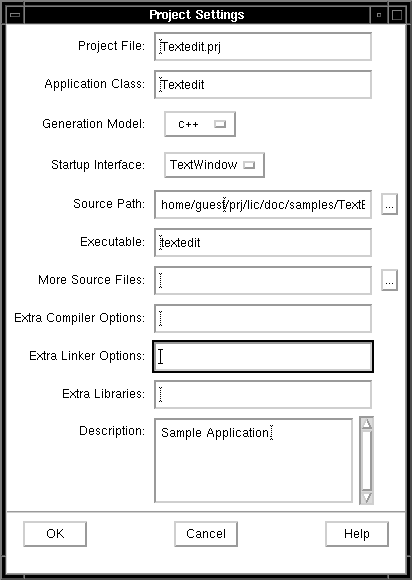 Project Settings
Project File: Textedit.prj
Application Class: Textedit
Generation Model: c++
Startup Interface: TextWindow
Source Path: home/guest/prj/lic/doc/samples/TextE ...
Executable: textedit
More Source Files: ...
Extra Compiler Options:
Extra Linker Options:
Extra Libraries:
Description: Sample Application
OK Cancel Help